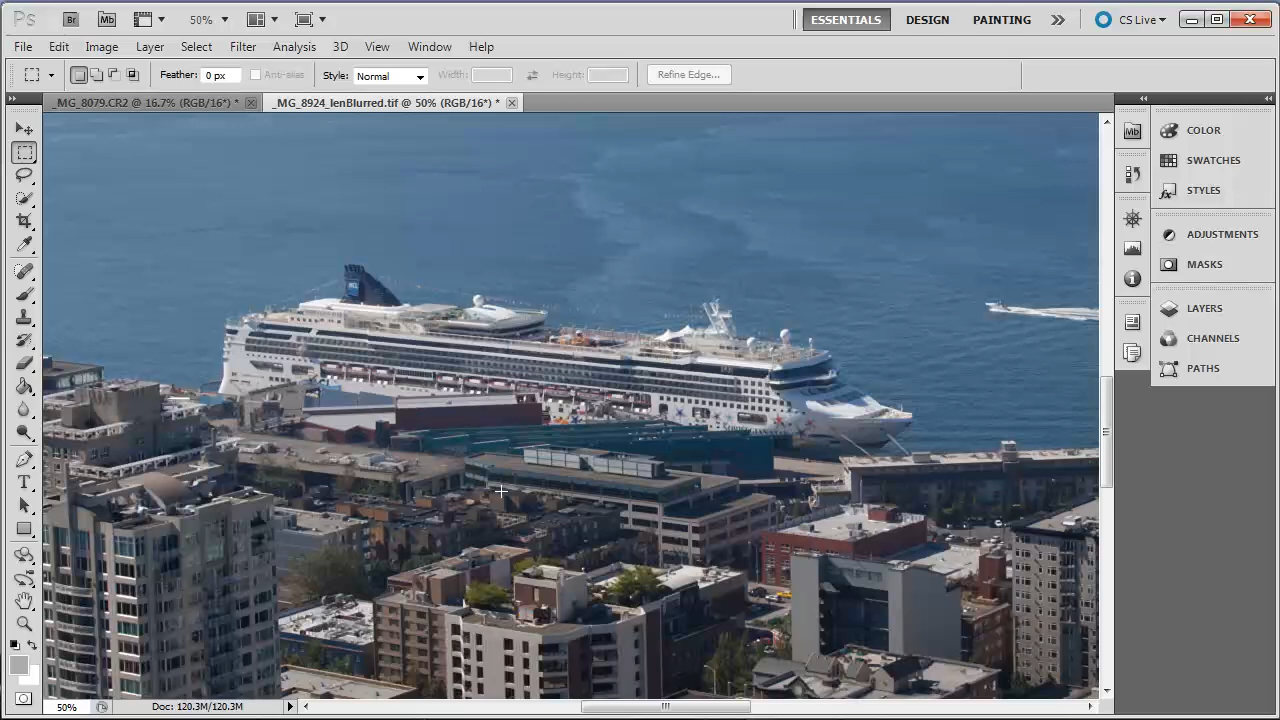 Ps Br Mb 50% ESSENTIALS DESIGN PAINTING CS Live
File Edit Image Layer Select Filter Analysis 3D View Window Help
Feather: 0 px Anti-alias Style: Normal Width: Height: Refine Edge...
_MG_8079.CR2 @ 16.7% (RGB/16*) * _MG_8924_lenBlurred.tif @ 50% (RGB/16*) *
Mb COLOR
SWATCHES
STYLES
ADJUSTMENTS
MASKS
LAYERS
CHANNELS
PATHS
50% Doc: 120.3M/120.3M